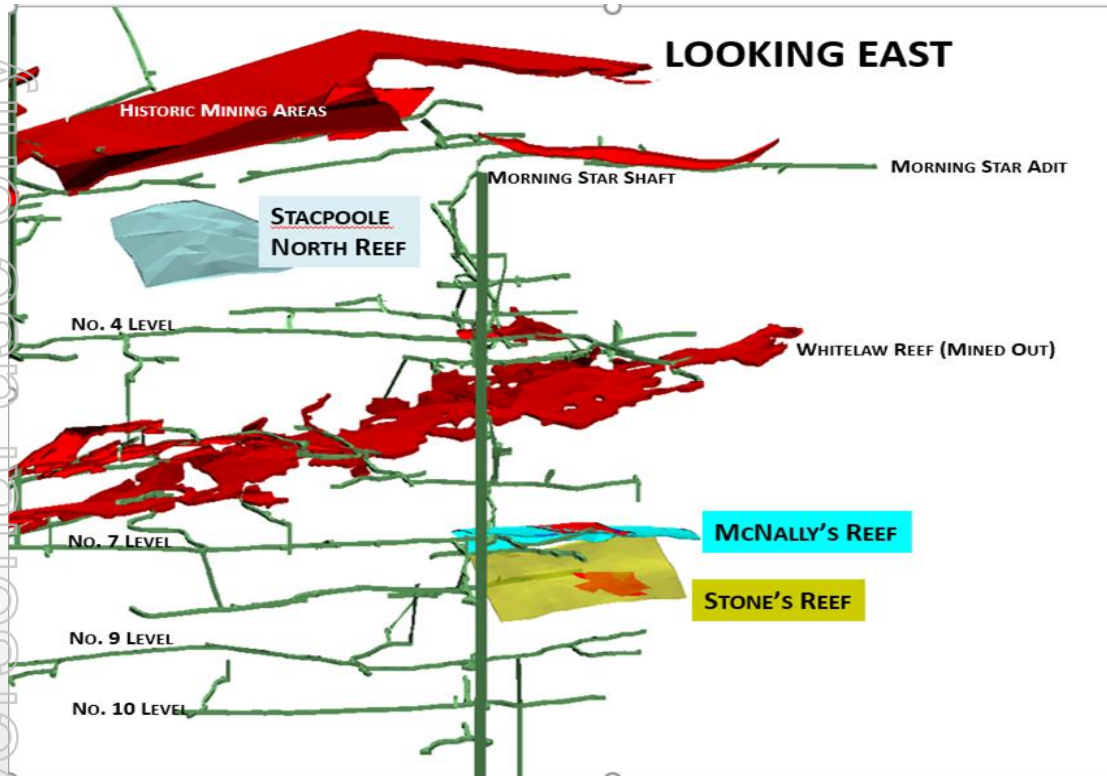 LOOKING EAST
HISTORIC MINING AREAS
MORNING STAR ADIT
MORNING STAR SHAFT
STACPOOLE
NORTH REEF
NO. 4 LEVEL
WHITELAW REEF (MINED OUT)
MCNALLY'S REEF
NO. 7 LEVEL
STONE'S REEF
NO. 9 LEVEL
NO. 10 LEVEL